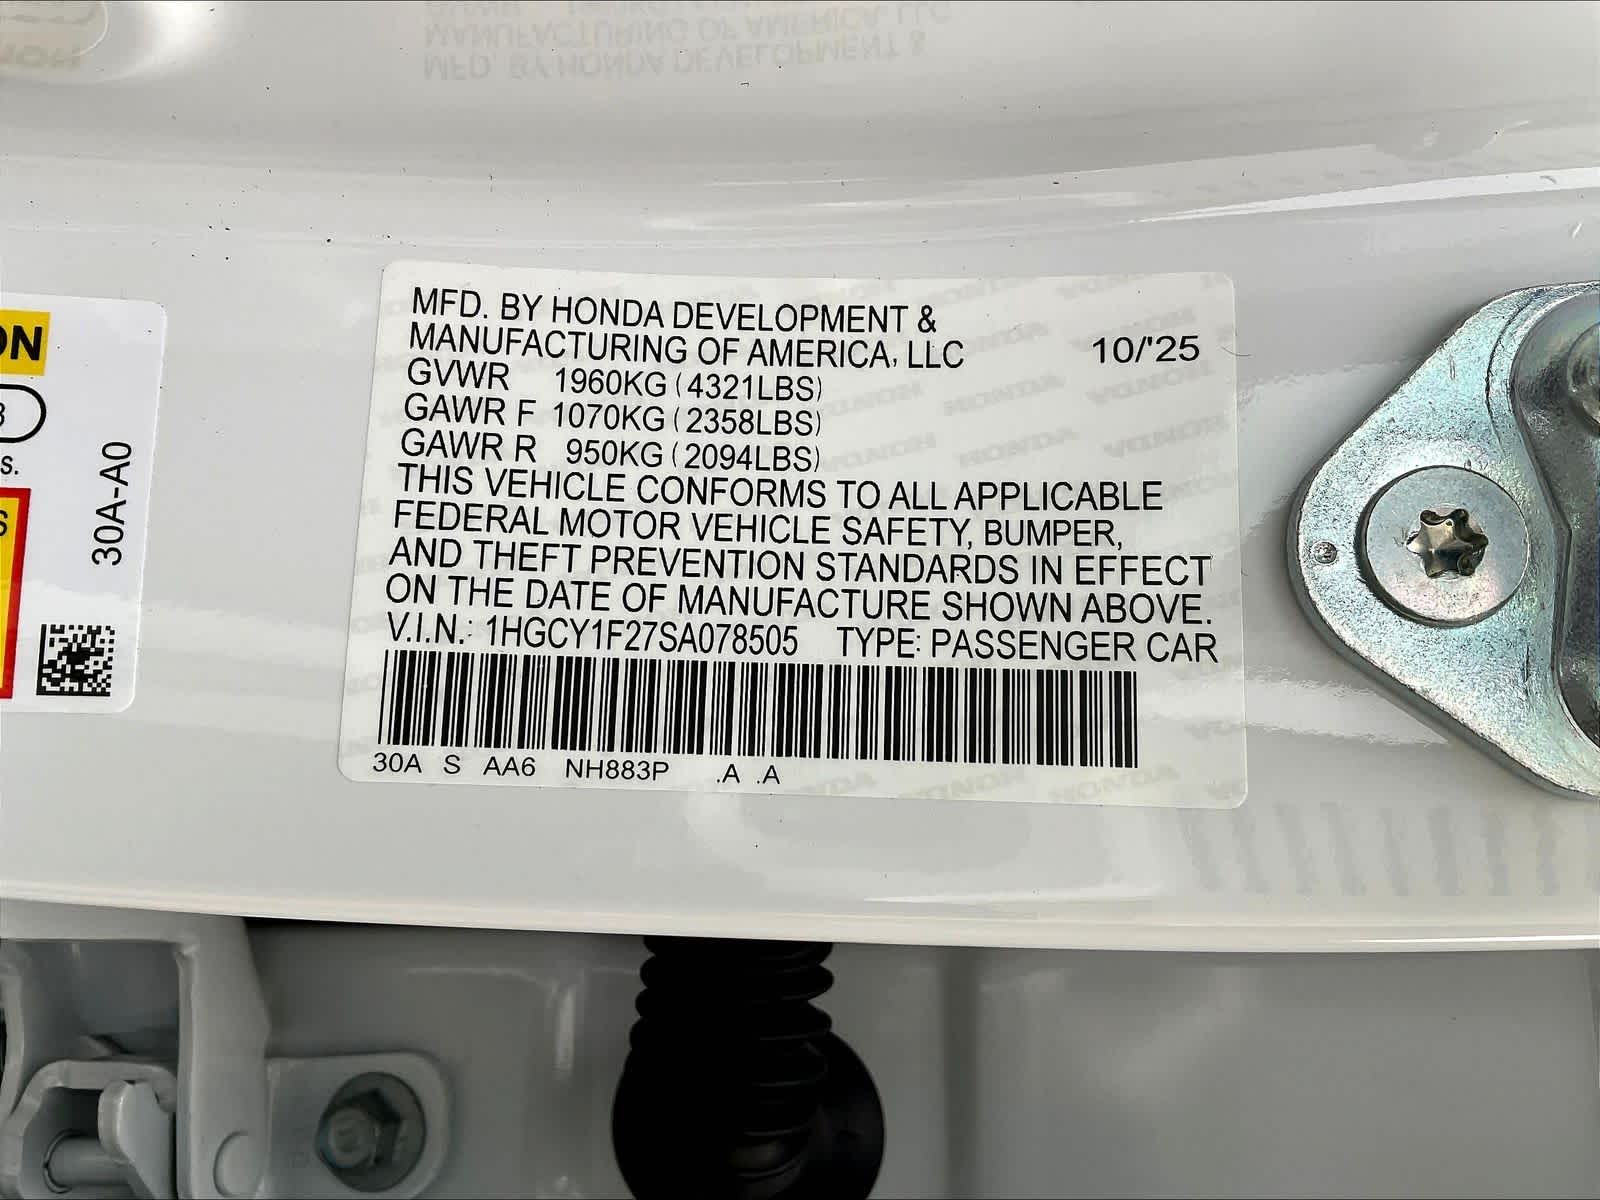 MFD. BY HONDA DEVELOPMENT &
MANUFACTURING OF AMERICA, LLC
10/'25
GVWR 1960KG (4321LBS)
GAWR F 1070KG (2358LBS)
GAWR R 950KG (2094LBS)
THIS VEHICLE CONFORMS TO ALL APPLICABLE
FEDERAL MOTOR VEHICLE SAFETY, BUMPER,
AND THEFT PREVENTION STANDARDS IN EFFECT
ON THE DATE OF MANUFACTURE SHOWN ABOVE.
V.I.N.: 1HGCY1F27SA078505 TYPE: PASSENGER CAR
30A S AA6 NH883P .A .A
30A-A0